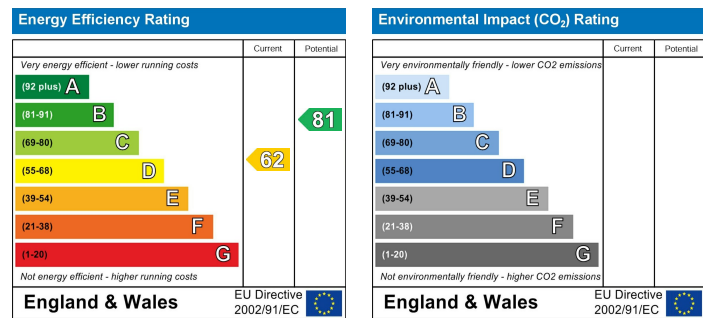 Energy Efficiency Rating
Current Potential
Very energy efficient - lower running costs
(92 plus) A
(81-91) B
81
(69-80) C
62
(55-68) D
(39-54) E
(21-38) F
(1-20) G
Not energy efficient - higher running costs
England & Wales
EU Directive
2002/91/EC
Environmental Impact (CO2) Rating
Current Potential
Very environmentally friendly - lower CO2 emissions
(92 plus) A
(81-91) B
(69-80) C
(55-68) D
(39-54) E
(21-38) F
(1-20) G
Not environmentally friendly - higher CO2 emissions
England & Wales
EU Directive
2002/91/EC